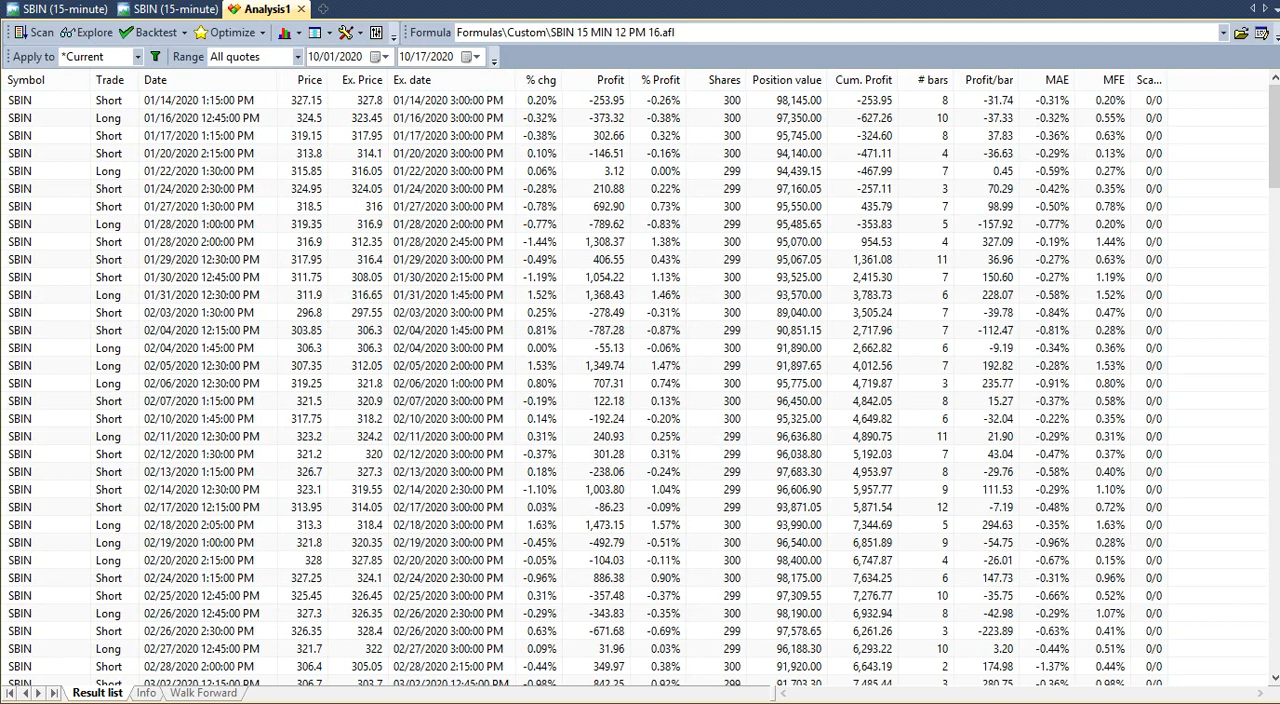 SBIN (15-minute) SBIN (15-minute) Analysis1
Scan Explore Backtest Optimize Formula Formulas\Custom\SBIN 15 MIN 12 PM 16.afl
Apply to *Current Range All quotes 10/01/2020 10/17/2020
Symbol Trade Date Price Ex. Price Ex. date % chg Profit % Profit Shares Position value Cum. Profit # bars Profit/bar MAE MFE Sca...
SBIN Short 01/14/2020 1:15:00 PM 327.15 327.8 01/14/2020 3:00:00 PM 0.20% -253.95 -0.26% 300 98,145.00 -253.95 8 -31.74 -0.31% 0.20% 0/0
SBIN Long 01/16/2020 12:45:00 PM 324.5 323.45 01/16/2020 3:00:00 PM -0.32% -373.32 -0.38% 300 97,350.00 -627.26 10 -37.33 -0.32% 0.55% 0/0
SBIN Short 01/17/2020 1:15:00 PM 319.15 317.95 01/17/2020 3:00:00 PM -0.38% 302.66 0.32% 300 95,745.00 -324.60 8 37.83 -0.36% 0.63% 0/0
SBIN Short 01/20/2020 2:15:00 PM 313.8 314.1 01/20/2020 3:00:00 PM 0.10% -146.51 -0.16% 300 94,140.00 -471.11 4 -36.63 -0.29% 0.13% 0/0
SBIN Long 01/22/2020 1:30:00 PM 315.85 316.05 01/22/2020 3:00:00 PM 0.06% 3.12 0.00% 299 94,439.15 -467.99 7 0.45 -0.59% 0.27% 0/0
SBIN Short 01/24/2020 2:30:00 PM 324.95 324.05 01/24/2020 3:00:00 PM -0.28% 210.88 0.22% 299 97,160.05 -257.11 3 70.29 -0.42% 0.35% 0/0
SBIN Short 01/27/2020 1:30:00 PM 318.5 316 01/27/2020 3:00:00 PM -0.78% 692.90 0.73% 300 95,550.00 435.79 7 98.99 -0.50% 0.78% 0/0
SBIN Long 01/28/2020 1:00:00 PM 319.35 316.9 01/28/2020 2:00:00 PM -0.77% -789.62 -0.83% 299 95,485.65 -353.83 5 -157.92 -0.77% 0.20% 0/0
SBIN Short 01/28/2020 2:00:00 PM 316.9 312.35 01/28/2020 2:45:00 PM -1.44% 1,308.37 1.38% 300 95,070.00 954.53 4 327.09 -0.19% 1.44% 0/0
SBIN Short 01/29/2020 12:30:00 PM 317.95 316.4 01/29/2020 3:00:00 PM -0.49% 406.55 0.43% 299 95,067.05 1,361.08 11 36.96 -0.27% 0.63% 0/0
SBIN Short 01/30/2020 12:45:00 PM 311.75 308.05 01/30/2020 2:15:00 PM -1.19% 1,054.22 1.13% 300 93,525.00 2,415.30 7 150.60 -0.27% 1.19% 0/0
SBIN Long 01/31/2020 12:30:00 PM 311.9 316.65 01/31/2020 1:45:00 PM 1.52% 1,368.43 1.46% 300 93,570.00 3,783.73 6 228.07 -0.58% 1.52% 0/0
SBIN Short 02/03/2020 1:30:00 PM 296.8 297.55 02/03/2020 3:00:00 PM 0.25% -278.49 -0.31% 300 89,040.00 3,505.24 7 -39.78 -0.84% 0.47% 0/0
SBIN Short 02/04/2020 12:15:00 PM 303.85 306.3 02/04/2020 1:45:00 PM 0.81% -787.28 -0.87% 299 90,851.15 2,717.96 7 -112.47 -0.81% 0.28% 0/0
SBIN Long 02/04/2020 1:45:00 PM 306.3 306.3 02/04/2020 3:00:00 PM 0.00% -55.13 -0.06% 300 91,890.00 2,662.82 6 -9.19 -0.34% 0.36% 0/0
SBIN Long 02/05/2020 12:30:00 PM 307.35 312.05 02/05/2020 2:00:00 PM 1.53% 1,349.74 1.47% 299 91,897.65 4,012.56 7 192.82 -0.28% 1.53% 0/0
SBIN Long 02/06/2020 12:30:00 PM 319.25 321.8 02/06/2020 1:00:00 PM 0.80% 707.31 0.74% 300 95,775.00 4,719.87 3 235.77 -0.91% 0.80% 0/0
SBIN Short 02/07/2020 1:15:00 PM 321.5 320.9 02/07/2020 3:00:00 PM -0.19% 122.18 0.13% 300 96,450.00 4,842.05 8 15.27 -0.37% 0.58% 0/0
SBIN Short 02/10/2020 1:45:00 PM 317.75 318.2 02/10/2020 3:00:00 PM 0.14% -192.24 -0.20% 300 95,325.00 4,649.82 6 -32.04 -0.22% 0.35% 0/0
SBIN Long 02/11/2020 12:30:00 PM 323.2 324.2 02/11/2020 3:00:00 PM 0.31% 240.93 0.25% 299 96,636.80 4,890.75 11 21.90 -0.29% 0.31% 0/0
SBIN Short 02/12/2020 1:30:00 PM 321.2 320 02/12/2020 3:00:00 PM -0.37% 301.28 0.31% 299 96,038.80 5,192.03 7 43.04 -0.47% 0.37% 0/0
SBIN Short 02/13/2020 1:15:00 PM 326.7 327.3 02/13/2020 3:00:00 PM 0.18% -238.06 -0.24% 299 97,683.30 4,953.97 8 -29.76 -0.58% 0.40% 0/0
SBIN Short 02/14/2020 12:30:00 PM 323.1 319.55 02/14/2020 2:30:00 PM -1.10% 1,003.80 1.04% 299 96,606.90 5,957.77 9 111.53 -0.29% 1.10% 0/0
SBIN Short 02/17/2020 12:15:00 PM 313.95 314.05 02/17/2020 3:00:00 PM 0.03% -86.23 -0.09% 299 93,871.05 5,871.54 12 -7.19 -0.48% 0.72% 0/0
SBIN Long 02/18/2020 2:05:00 PM 313.3 318.4 02/18/2020 3:00:00 PM 1.63% 1,473.15 1.57% 300 93,990.00 7,344.69 5 294.63 -0.35% 1.63% 0/0
SBIN Long 02/19/2020 1:00:00 PM 321.8 320.35 02/19/2020 3:00:00 PM -0.45% -492.79 -0.51% 300 96,540.00 6,851.89 9 -54.75 -0.96% 0.28% 0/0
SBIN Long 02/20/2020 2:15:00 PM 328 327.85 02/20/2020 3:00:00 PM -0.05% -104.03 -0.11% 300 98,400.00 6,747.87 4 -26.01 -0.67% 0.15% 0/0
SBIN Short 02/24/2020 1:15:00 PM 327.25 324.1 02/24/2020 2:30:00 PM -0.96% 886.38 0.90% 300 98,175.00 7,634.25 6 147.73 -0.31% 0.96% 0/0
SBIN Short 02/25/2020 12:45:00 PM 325.45 326.45 02/25/2020 3:00:00 PM 0.31% -357.48 -0.37% 299 97,309.55 7,276.77 10 -35.75 -0.66% 0.52% 0/0
SBIN Long 02/26/2020 12:45:00 PM 327.3 326.35 02/26/2020 2:30:00 PM -0.29% -343.83 -0.35% 300 98,190.00 6,932.94 8 -42.98 -0.29% 1.07% 0/0
SBIN Short 02/26/2020 2:30:00 PM 326.35 328.4 02/26/2020 3:00:00 PM 0.63% -671.68 -0.69% 299 97,578.65 6,261.26 3 -223.89 -0.63% 0.41% 0/0
SBIN Long 02/27/2020 12:45:00 PM 321.7 322 02/27/2020 3:00:00 PM 0.09% 31.96 0.03% 299 96,188.30 6,293.22 10 3.20 -0.44% 0.51% 0/0
SBIN Short 02/28/2020 2:00:00 PM 306.4 305.05 02/28/2020 2:15:00 PM -0.44% 349.97 0.38% 300 91,920.00 6,643.19 2 174.98 -1.37% 0.44% 0/0
SBIN Short 03/02/2020 12:15:00 PM 306.7 303.7 03/02/2020 12:45:00 PM -0.98% 842.25 0.92% 299 91,703.30 7,485.44 3 280.75 -0.36% 0.98% 0/0
Result list Info Walk Forward